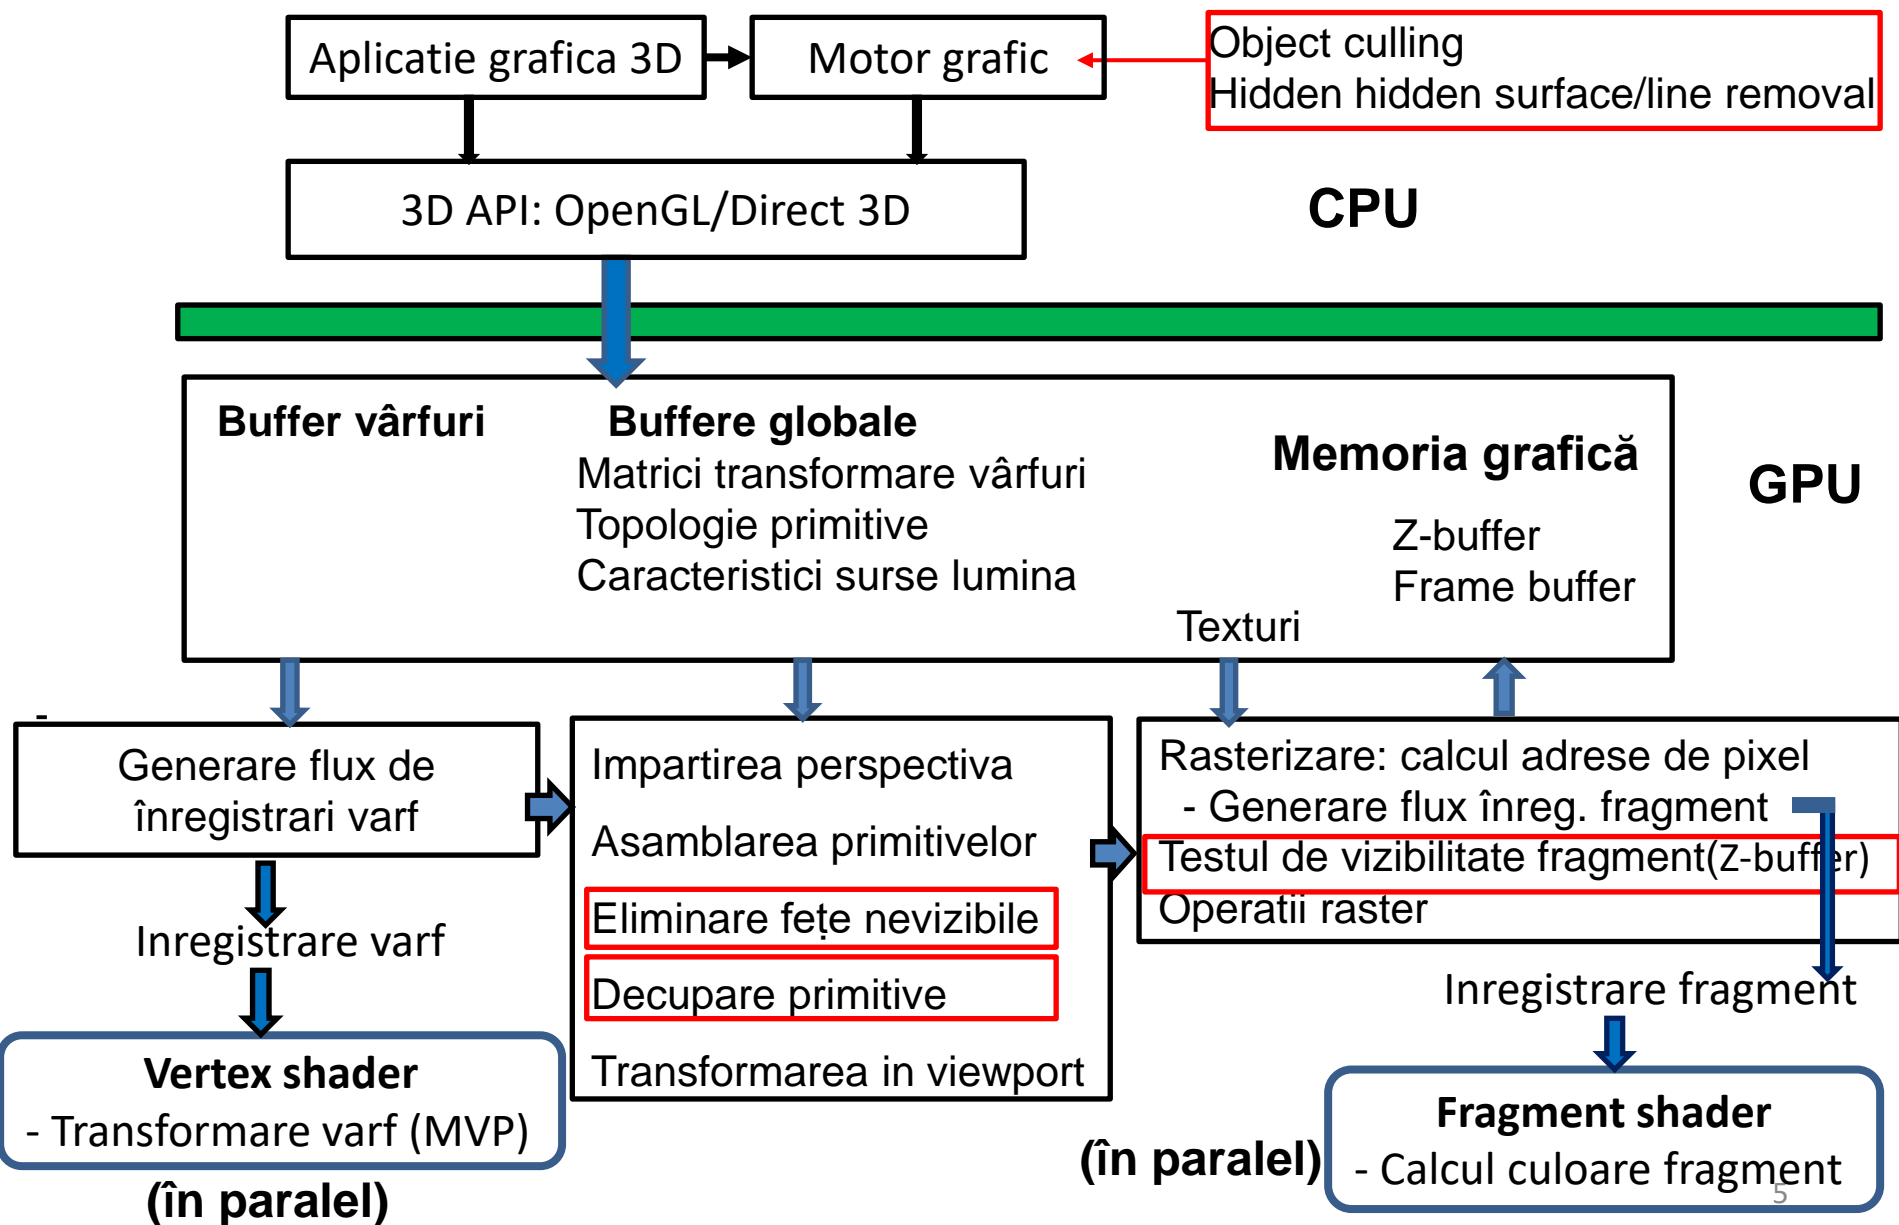 Aplicatie grafica 3D
Motor grafic
Object culling
Hidden hidden surface/line removal
3D API: OpenGL/Direct 3D
CPU
Buffer vârfuri
Buffere globale
Matrici transformare vârfuri
Topologie primitive
Caracteristici surse lumina
Memoria grafică
Z-buffer
Frame buffer
Texturi
GPU
-
Generare flux de
înregistrari varf
Inregistrare varf
Vertex shader
- Transformare varf (MVP)
(în paralel)
Impartirea perspectiva
Asamblarea primitivelor
Eliminare fețe nevizibile
Decupare primitive
Transformarea in viewport
Rasterizare: calcul adrese de pixel
- Generare flux înreg. fragment
Testul de vizibilitate fragment(Z-buffer)
Operatii raster
Inregistrare fragment
Fragment shader
- Calcul culoare fragment
(în paralel)
5